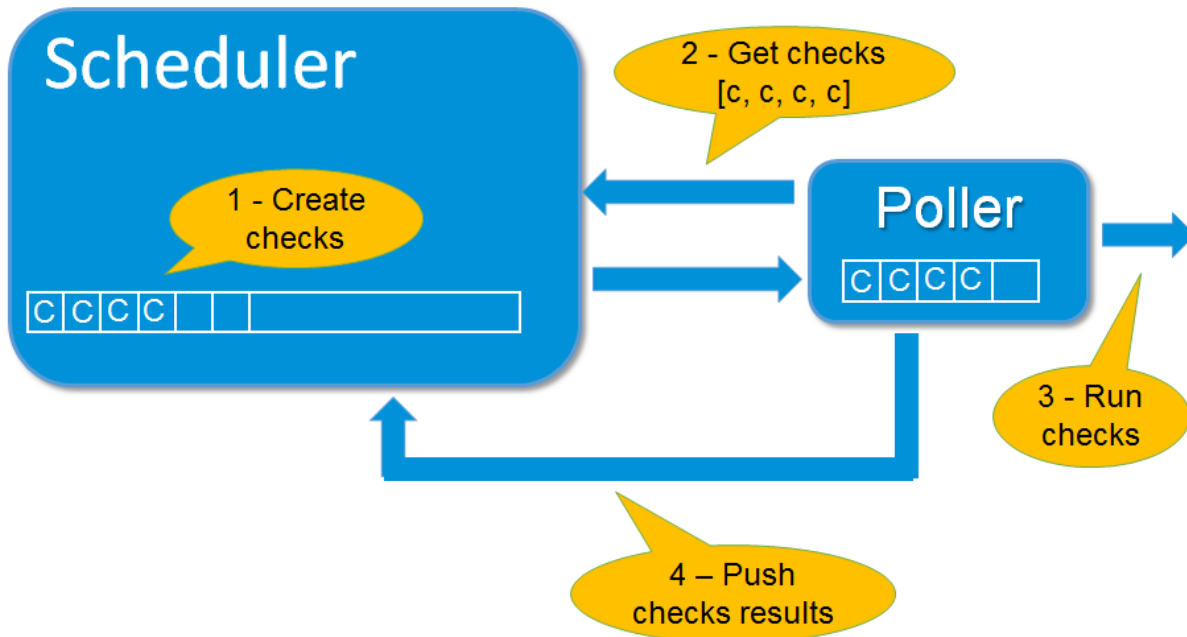 Scheduler
2 - Get checks
[c, c, c, c]
1 - Create
checks
Poller
C C C C
C C C C
3 - Run
checks
4 – Push
checks results